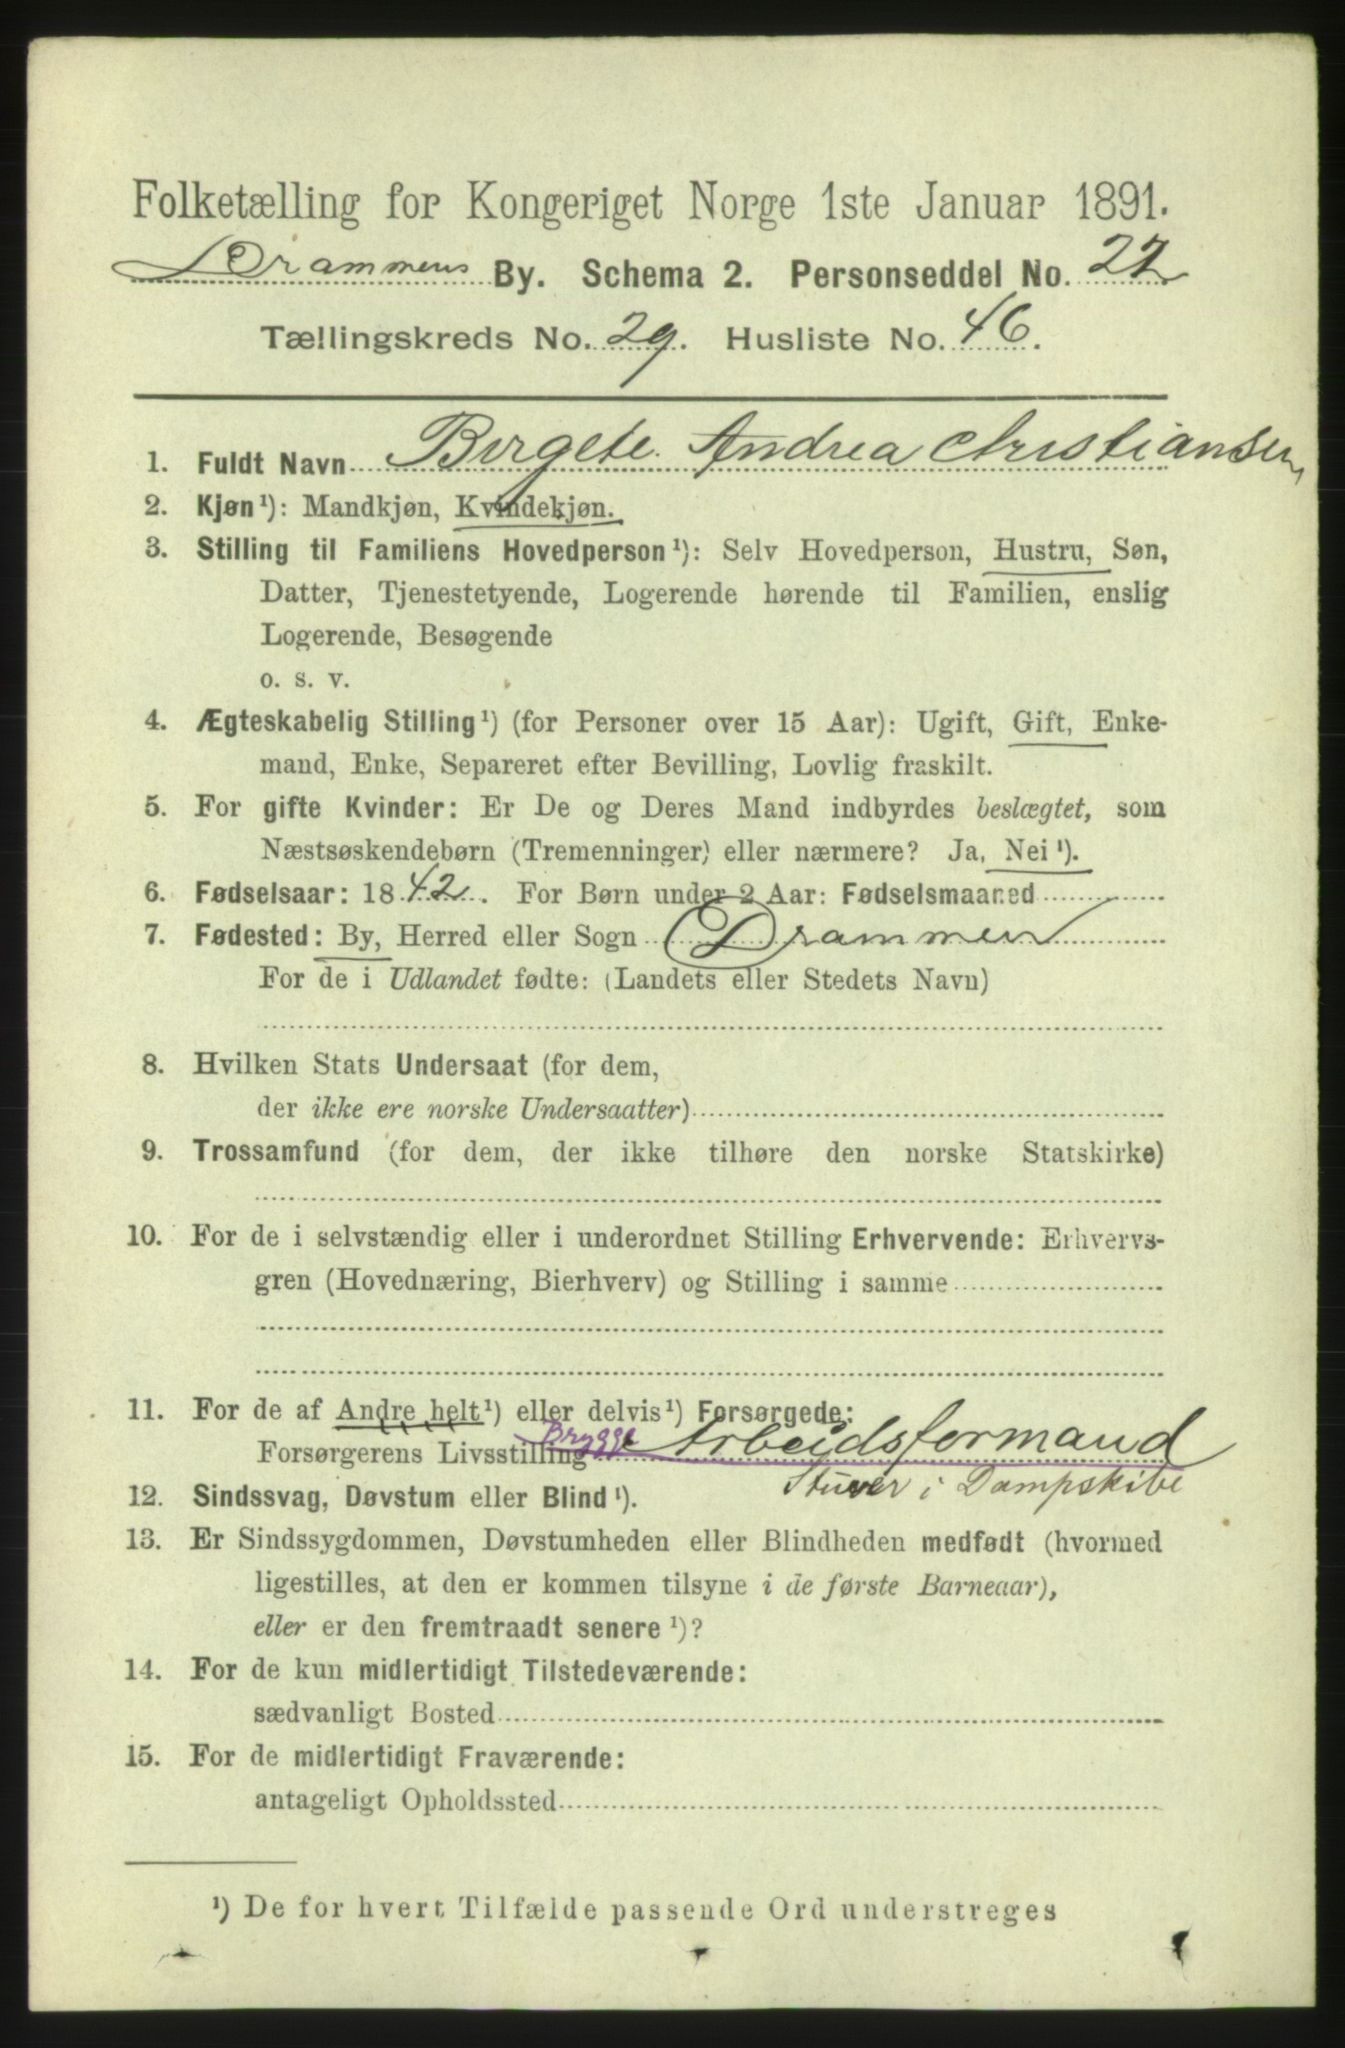 Folketælling for Kongeriget Norge 1ste Januar 1891.
Drammens By. Schema 2. Personseddel No. 22
Tællingskreds No. 29. Husliste No. 46.
1. Fuldt Navn Birgete Andrea Christiansen
2. Kjøn¹): Mandkjøn, Kvindekjøn.
3. Stilling til Familiens Hovedperson¹): Selv Hovedperson, Hustru, Søn,
Datter, Tjenestetyende, Logerende hørende til Familien, enslig
Logerende, Besøgende
o. s. v.
4. Ægteskabelig Stilling¹) (for Personer over 15 Aar): Ugift, Gift, Enke-
mand, Enke, Separeret efter Bevilling, Lovlig fraskilt.
5. For gifte Kvinder: Er De og Deres Mand indbyrdes beslægtet, som
Næstsøskendebørn (Tremenninger) eller nærmere? Ja, Nei¹).
6. Fødselsaar: 1842. For Børn under 2 Aar: Fødselsmaaned
7. Fødested: By, Herred eller Sogn Drammen
For de i Udlandet fødte: (Landets eller Stedets Navn)
8. Hvilken Stats Undersaat (for dem,
der ikke ere norske Undersaatter)
9. Trossamfund (for dem, der ikke tilhøre den norske Statskirke)
10. For de i selvstændig eller i underordnet Stilling Erhvervende: Erhvervs-
gren (Hovednæring, Bierhverv) og Stilling i samme
11. For de af Andre helt¹) eller delvis¹) Forsørgede:
Forsørgerens Livsstilling Brygge Arbeidsformand
Stuver i Dampskibe
12. Sindssvag, Døvstum eller Blind¹).
13. Er Sindssygdommen, Døvstumheden eller Blindheden medfødt (hvormed
ligestilles, at den er kommen tilsyne i de første Barneaar),
eller er den fremtraadt senere¹)?
14. For de kun midlertidigt Tilstedeværende:
sædvanligt Bosted
15. For de midlertidigt Fraværende:
antageligt Opholdssted
¹) De for hvert Tilfælde passende Ord understreges